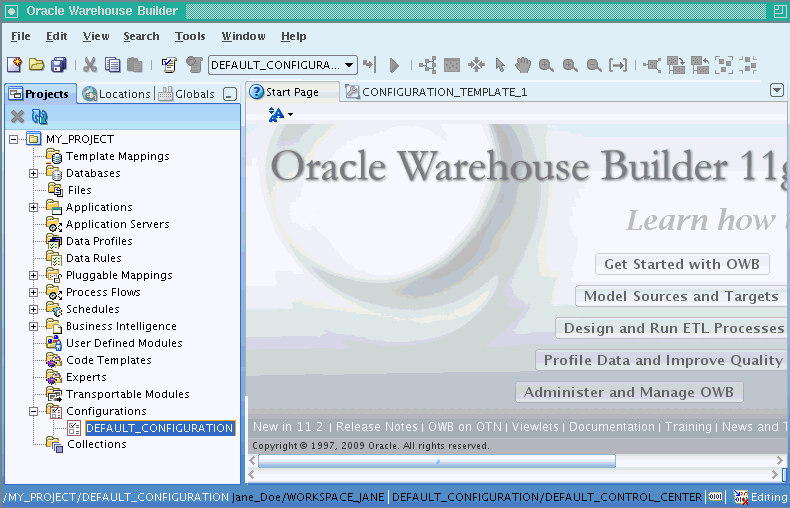 Oracle Warehouse Builder
File Edit View Search Tools Window Help
DEFAULT_CONFIGURA...
Projects Locations Globals
Start Page CONFIGURATION_TEMPLATE_1
MY_PROJECT
Template Mappings
Databases
Files
Applications
Application Servers
Data Profiles
Data Rules
Pluggable Mappings
Process Flows
Schedules
Business Intelligence
User Defined Modules
Code Templates
Experts
Transportable Modules
Configurations
DEFAULT_CONFIGURATION
Collections
Oracle Warehouse Builder 11g
Learn how
Get Started with OWB
Model Sources and Targets
Design and Run ETL Processes
Profile Data and Improve Quality
Administer and Manage OWB
New in 11.2 | Release Notes | OWB on OTN | Viewlets | Documentation | Training | News and T
Copyright © 1997, 2009 Oracle. All rights reserved.
/MY_PROJECT/DEFAULT_CONFIGURATION Jane_Doe/WORKSPACE_JANE | DEFAULT_CONFIGURATION/DEFAULT_CONTROL_CENTER Editing